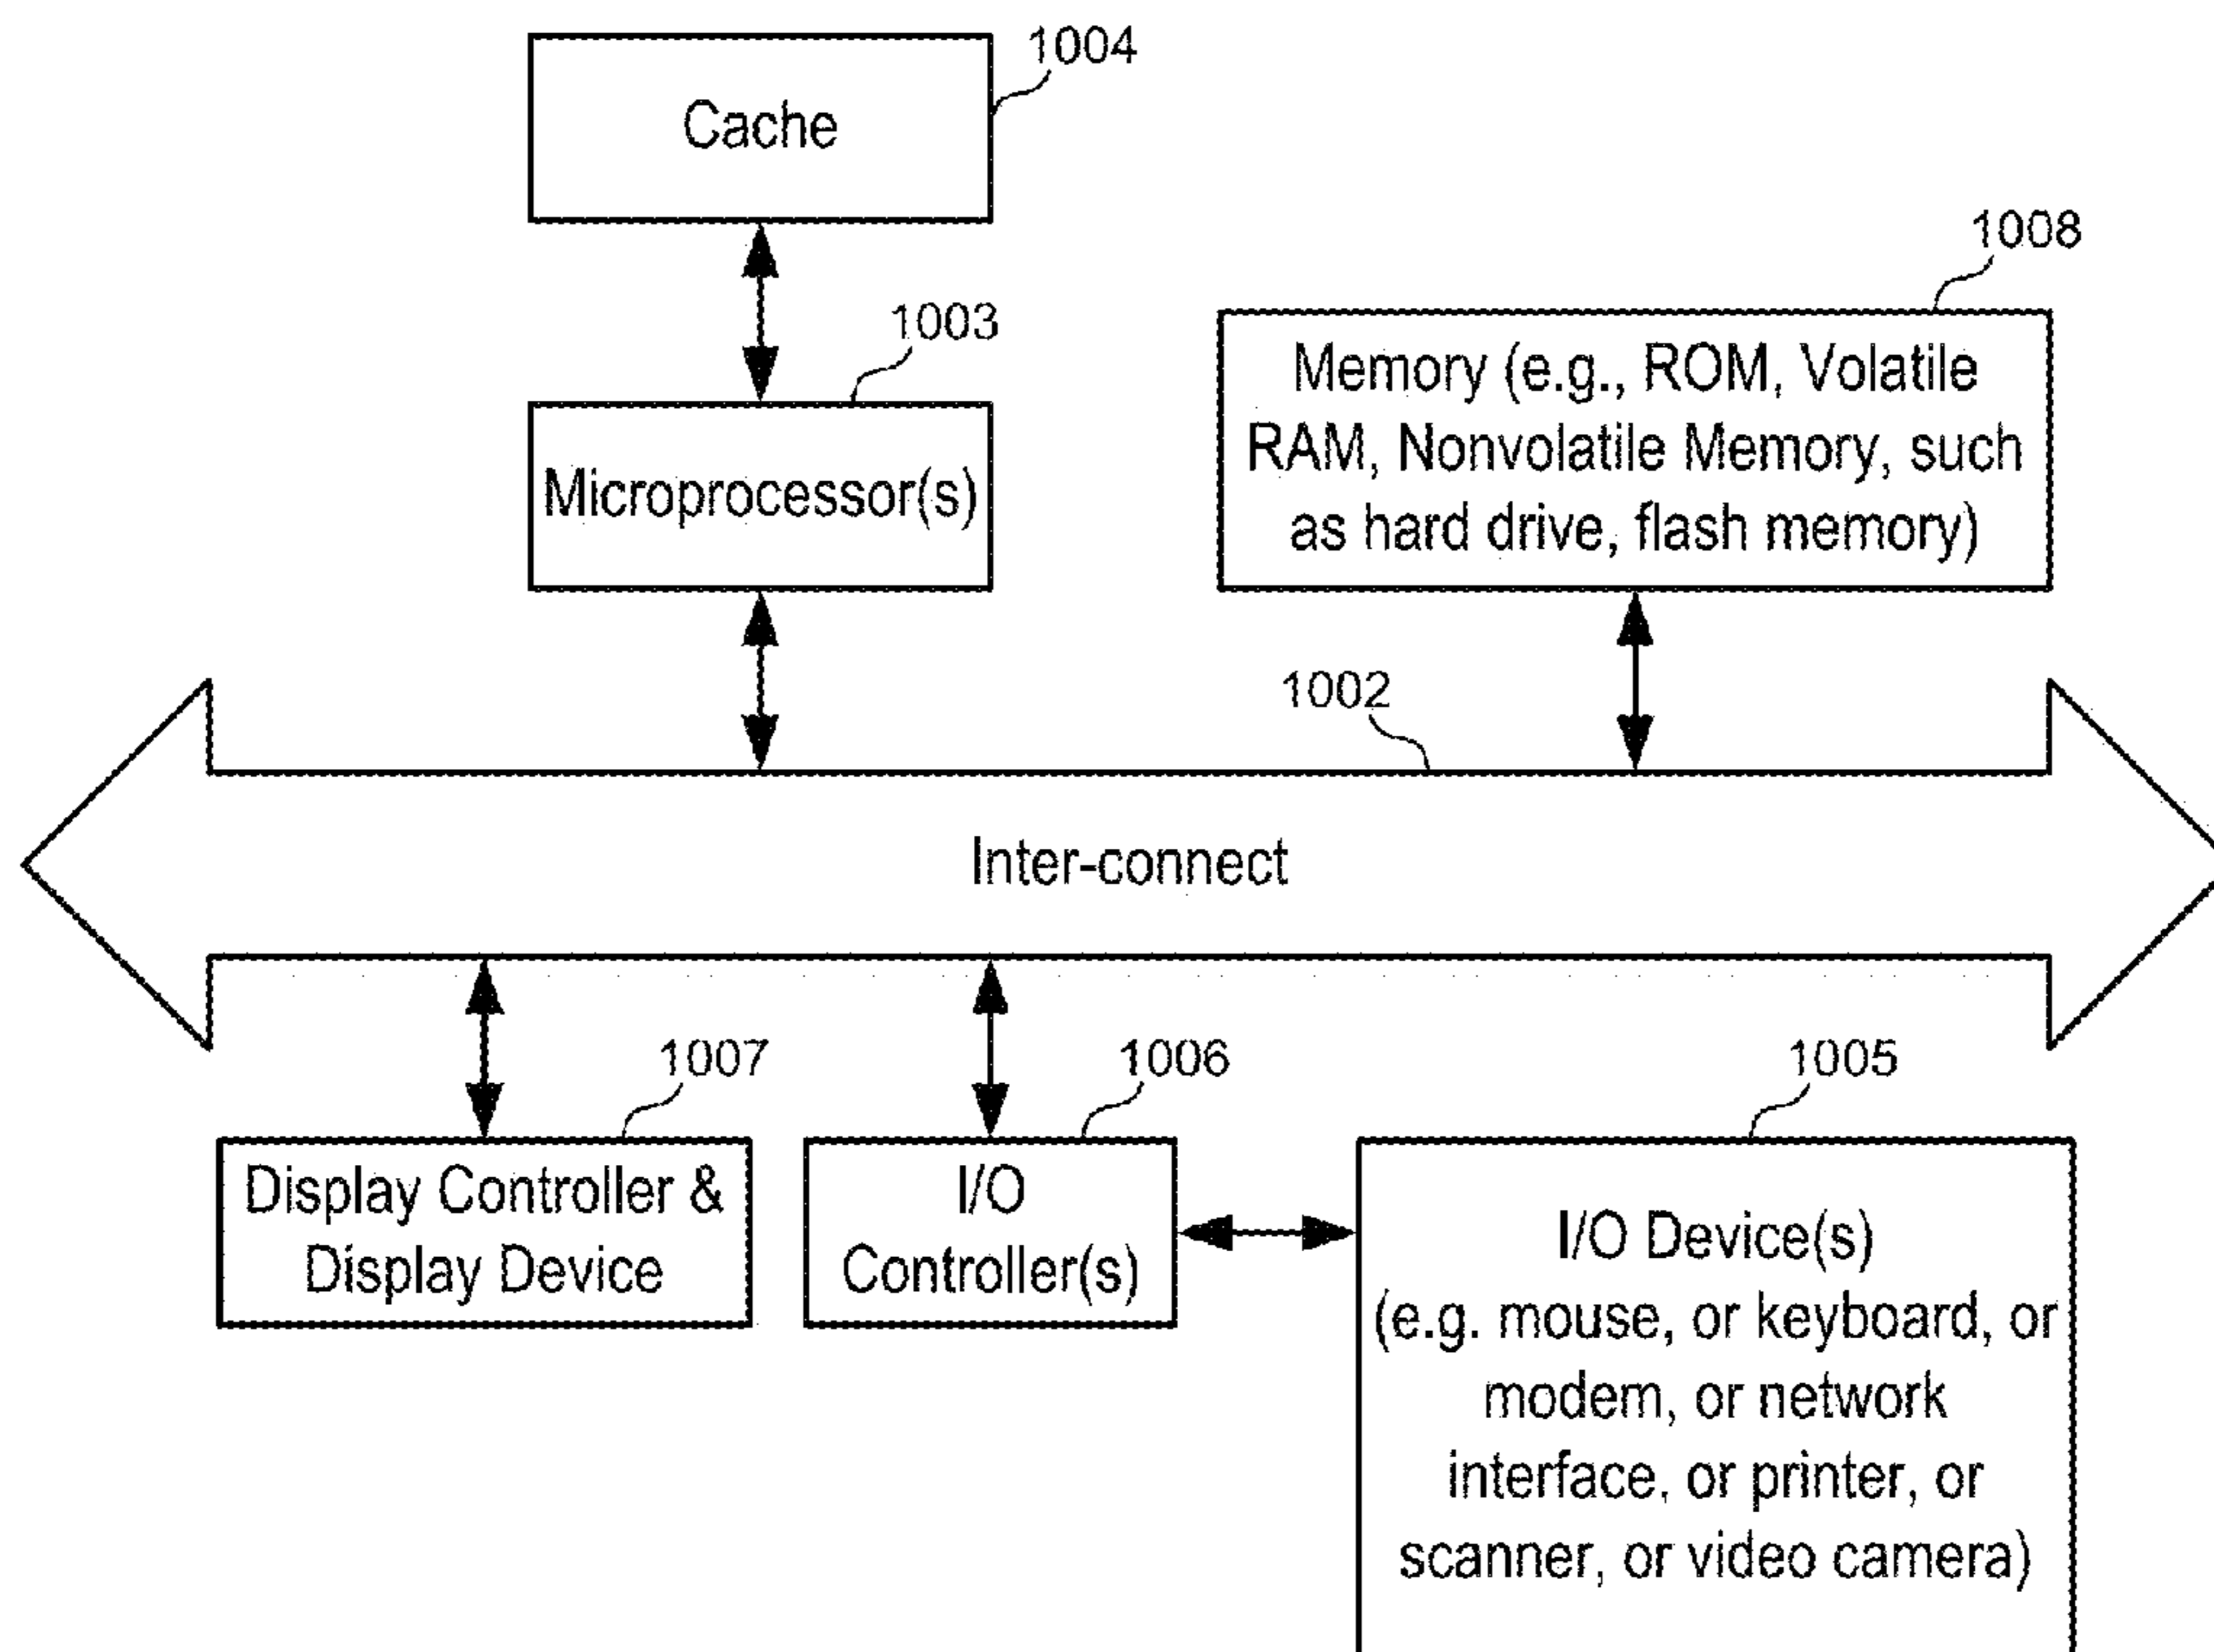 1004
Cache
1008
1003
Memory (e.g., ROM, Volatile
RAM, Nonvolatile Memory, such
as hard drive, flash memory)
Microprocessor(s)
1002
Inter-connect
1007
1006
1005
Display Controller &
Display Device
I/O
Controller(s)
I/O Device(s)
(e.g. mouse, or keyboard, or
modem, or network
interface, or printer, or
scanner, or video camera)